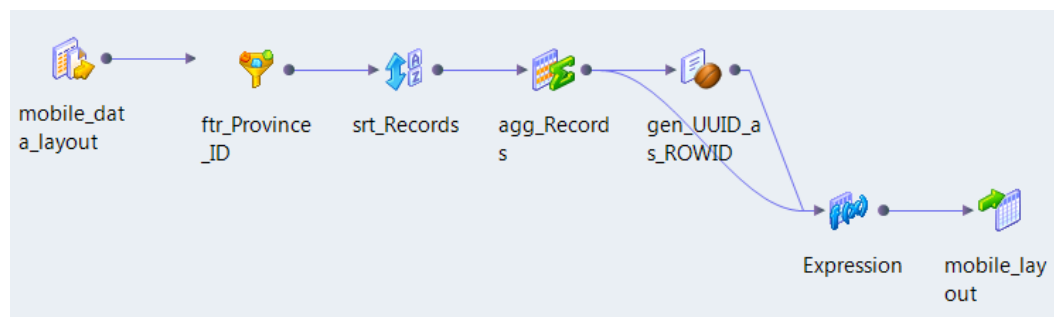 mobile_dat
a_layout
ftr_Province
_ID
srt_Records
agg_Record
s
gen_UUID_a
s_ROWID
Expression
mobile_lay
out